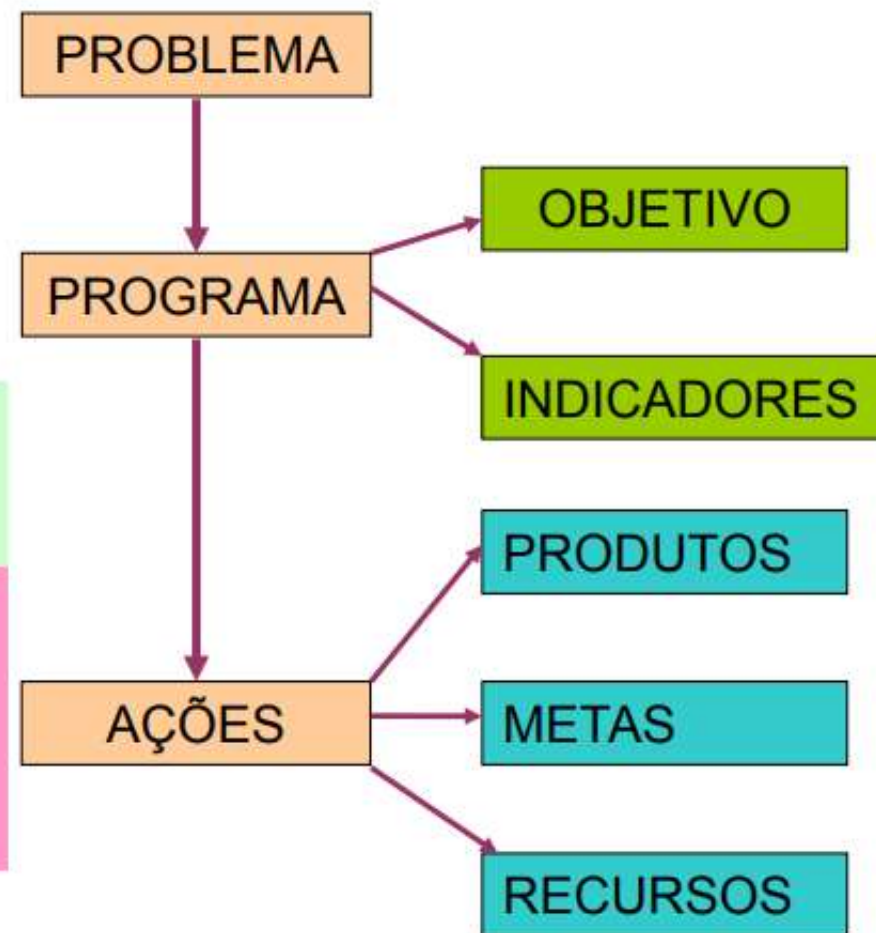 PROBLEMA
OBJETIVO
PROGRAMA
INDICADORES
PRODUTOS
AÇÕES
METAS
RECURSOS